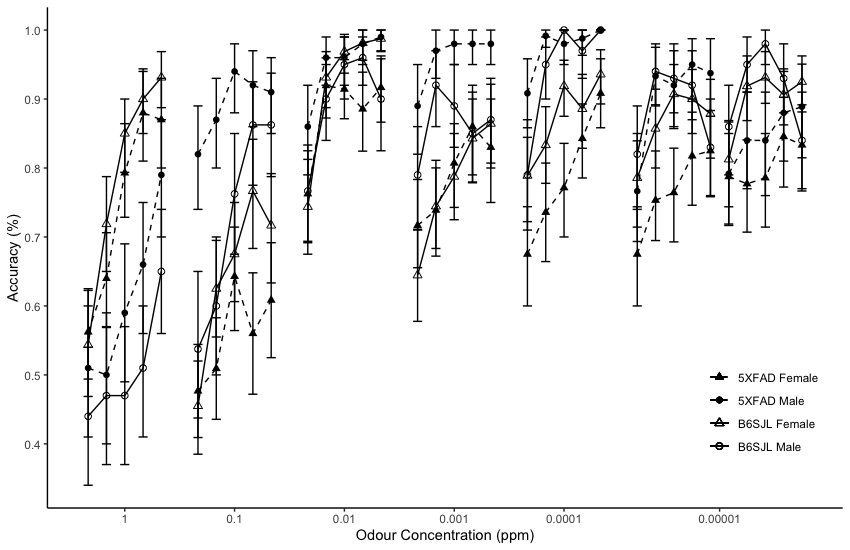 1.0
0.9
0.8
0.7
0.6
0.5
0.4
Accuracy (%)
5XFAD Female
5XFAD Male
B6SJL Female
B6SJL Male
1 0.1 0.01 0.001 0.0001 0.00001
Odour Concentration (ppm)